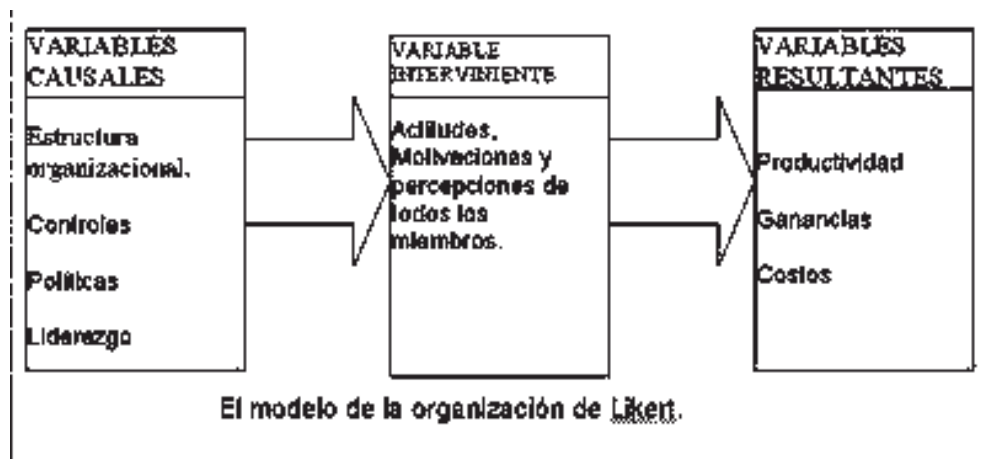 VARIABLES
CAUSALES
Estructura
organizacional.
Controles
Políticas
Liderazgo
VARIABLE
INTERVINIENTE
Actitudes,
Motivaciones y
percepciones de
todos los
miembros.
VARIABLES
RESULTANTES
Productividad
Ganancias
Costos
El modelo de la organización de Likert.